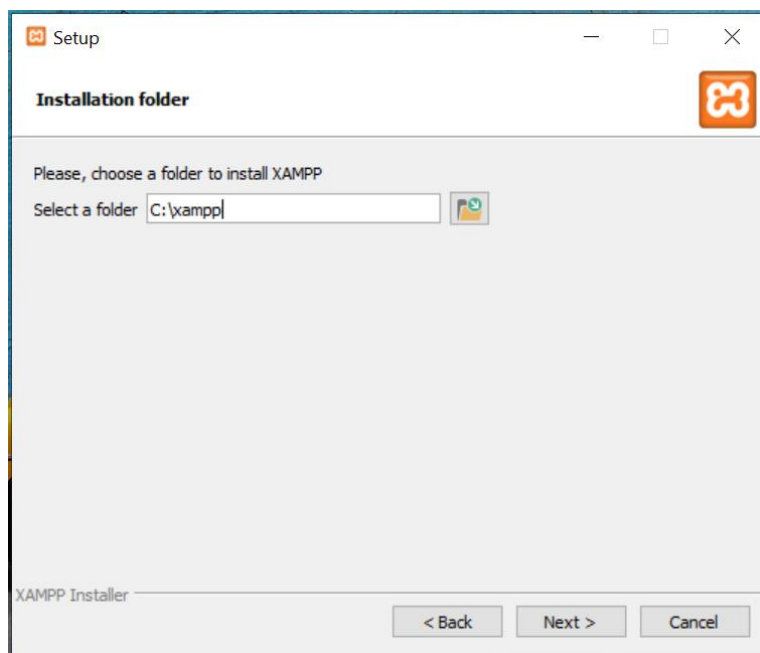 Setup
Installation folder
Please, choose a folder to install XAMPP
Select a folder C:\xampp
XAMPP Installer
< Back Next > Cancel